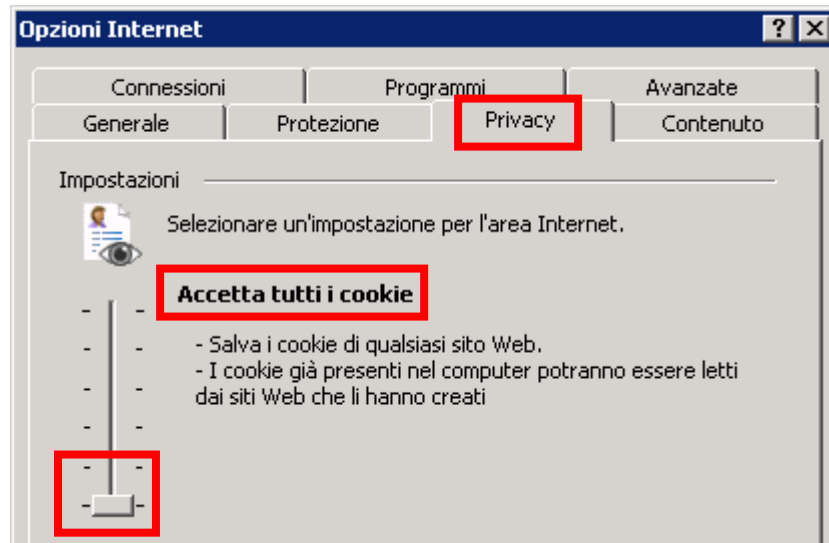 Opzioni Internet
Connessioni Programmi Avanzate
Generale Protezione Privacy Contenuto
Impostazioni
Selezionare un'impostazione per l'area Internet.
Accetta tutti i cookie
- Salva i cookie di qualsiasi sito Web.
- I cookie già presenti nel computer potranno essere letti
dai siti Web che li hanno creati